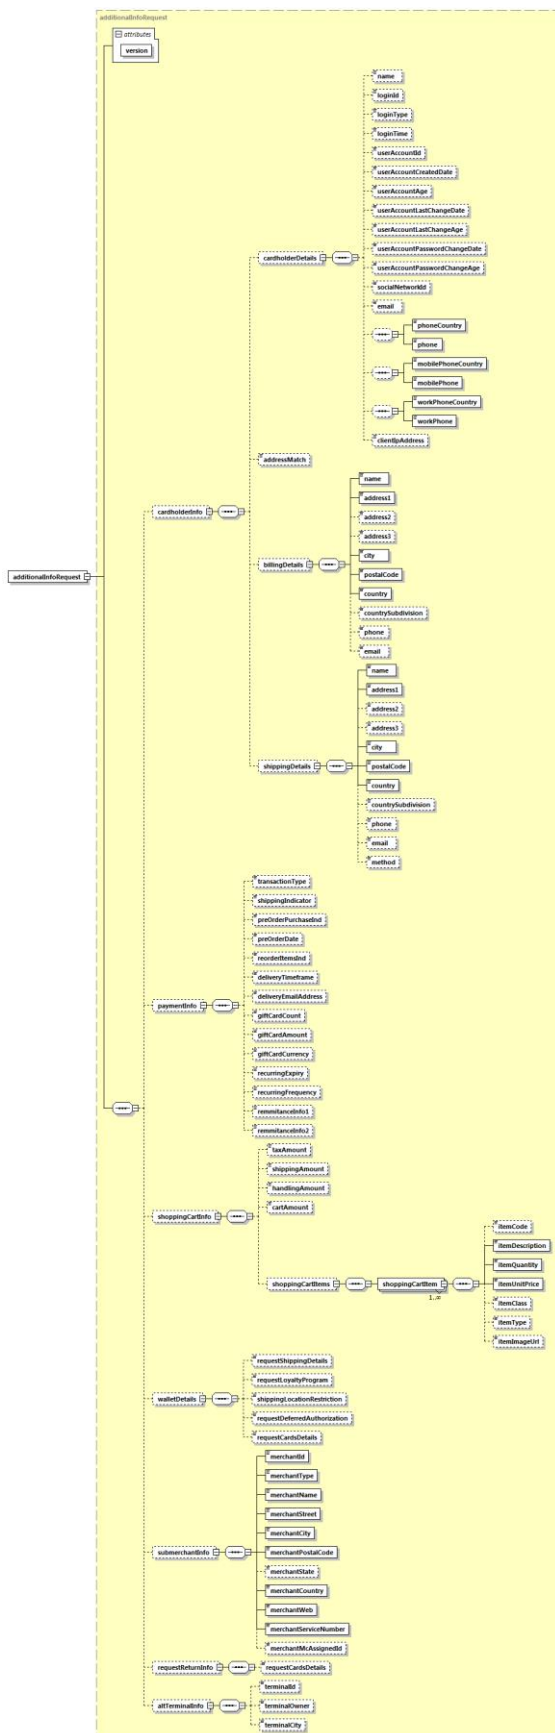 additionalInfoRequest
attributes
version
name
loginId
loginType
loginTime
userAccountId
userAccountCreatedDate
userAccountAge
userAccountLastChangeDate
userAccountLastChangeAge
userAccountPasswordChangeDate
cardholderDetails
userAccountPasswordChangeAge
socialNetworkId
email
phoneCountry
phone
mobilePhoneCountry
mobilePhone
workPhoneCountry
workPhone
clientIpAddress
addressMatch
name
address1
cardholderInfo
address2
address3
city
billingDetails
postalCode
additionalInfoRequest
country
countrySubdivision
phone
email
name
address1
address2
address3
city
shippingDetails
postalCode
country
countrySubdivision
phone
email
method
transactionType
shippingIndicator
preOrderPurchaseInd
preOrderDate
reorderItemsInd
deliveryTimeframe
deliveryEmailAddress
paymentInfo
giftCardCount
giftCardAmount
giftCardCurrency
recurringExpiry
recurringFrequency
remmitanceInfo1
remmitanceInfo2
taxAmount
shippingAmount
handlingAmount
cartAmount
shoppingCartInfo
itemCode
itemDescription
itemQuantity
shoppingCartItems
shoppingCartItem
itemUnitPrice
1..∞
itemClass
itemType
itemImageUrl
requestShippingDetails
requestLoyaltyProgram
walletDetails
shippingLocationRestriction
requestDeferredAuthorization
requestCardsDetails
merchantId
merchantType
merchantName
merchantStreet
merchantCity
submerchantInfo
merchantPostalCode
merchantState
merchantCountry
merchantWeb
merchantServiceNumber
merchantMcAssignedId
requestReturnInfo
requestCardsDetails
terminalId
altTerminalInfo
terminalOwner
terminalCity